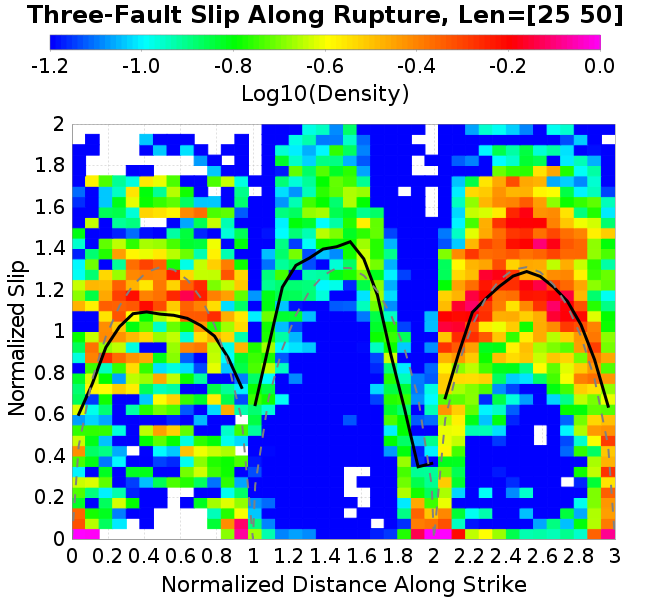 Three-Fault Slip Along Rupture, Len=[25 50]
-1.2 -1.0 -0.8 -0.6 -0.4 -0.2 0.0
Log10(Density)
2
1.8
1.6
1.4
1.2
1
0.8
0.6
0.4
0.2
0
Normalized Slip
0 0.2 0.4 0.6 0.8 1 1.2 1.4 1.6 1.8 2 2.2 2.4 2.6 2.8 3
Normalized Distance Along Strike